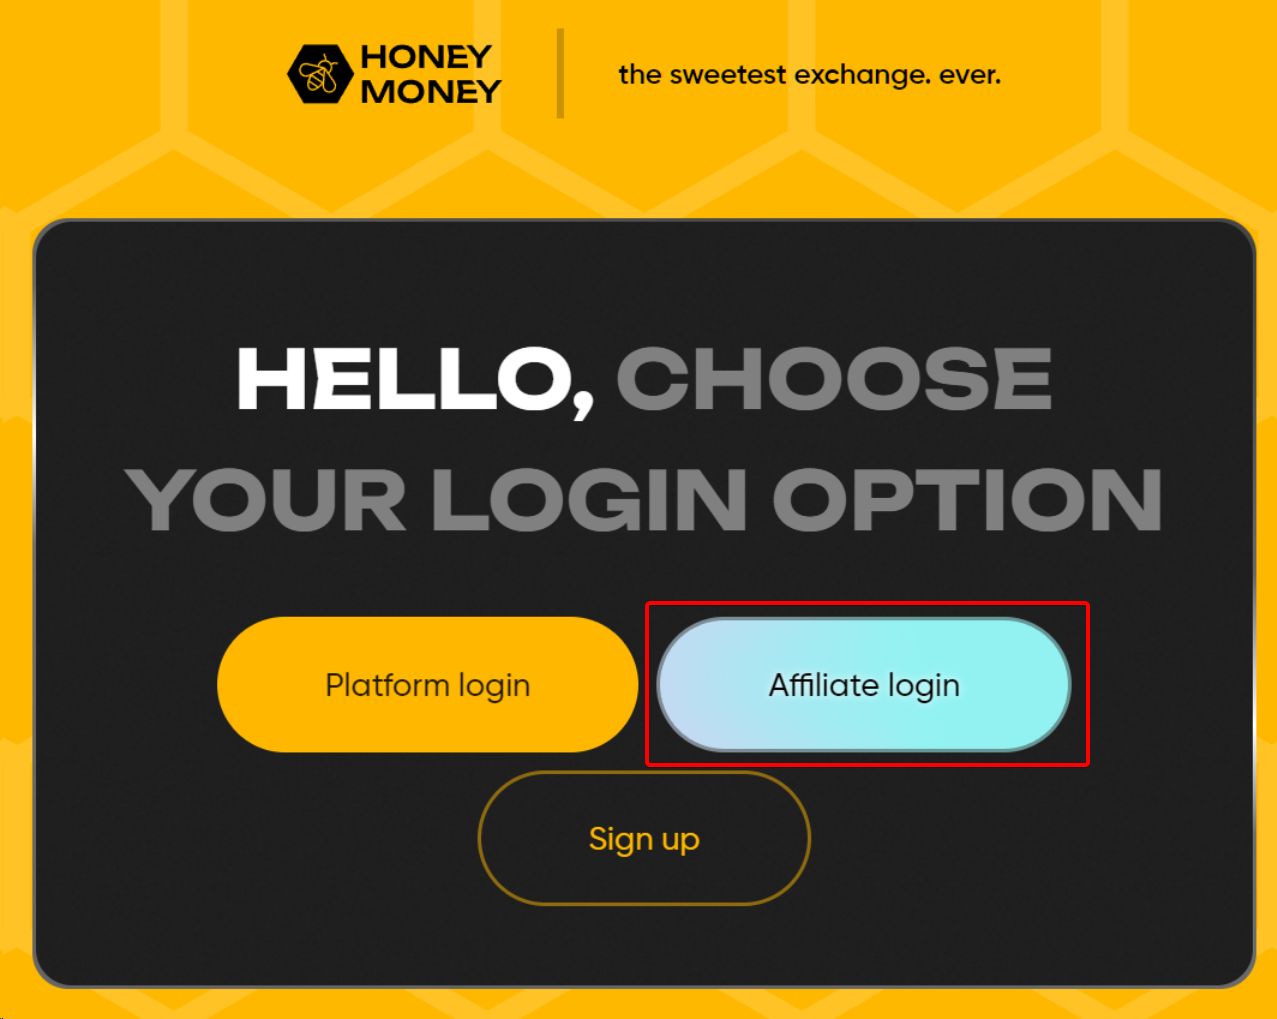 HONEY
MONEY
the sweetest exchange. ever.
HELLO, CHOOSE
YOUR LOGIN OPTION
Platform login
Affiliate login
Sign up